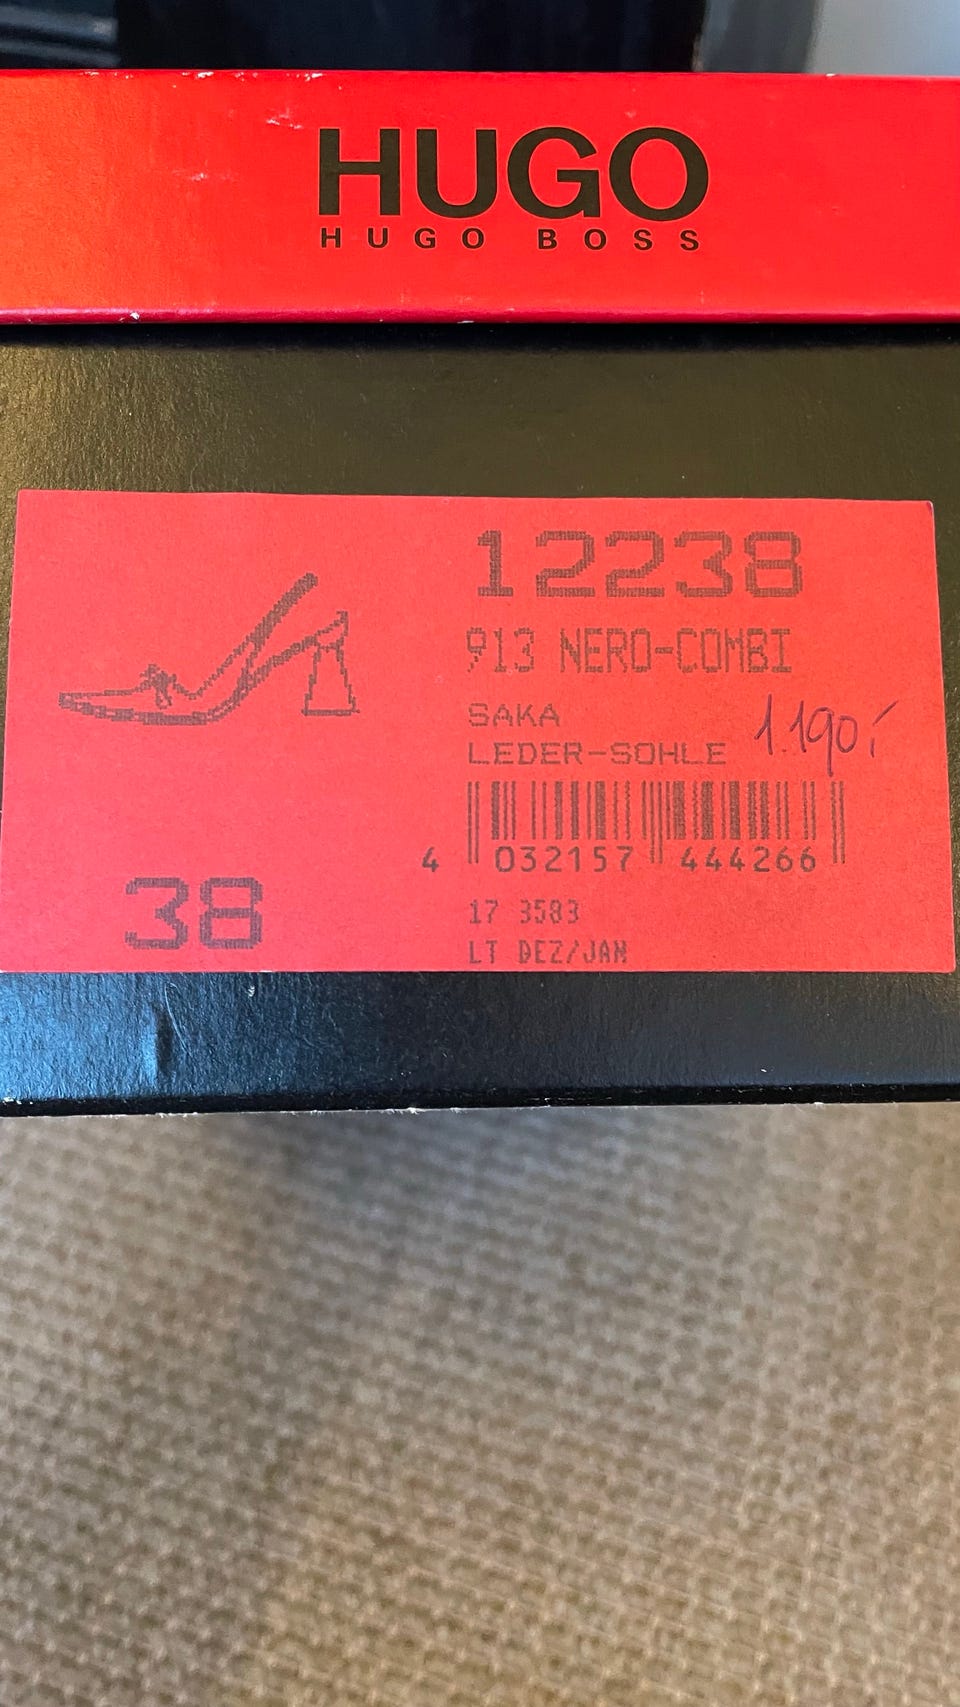 HUGO
HUGO BOSS
12238
913 NERO-COMBI
SAKA
LEDER-SOHLE
1.190.-
4 032157 444266
38
17 3583
LT DEZ/JAN